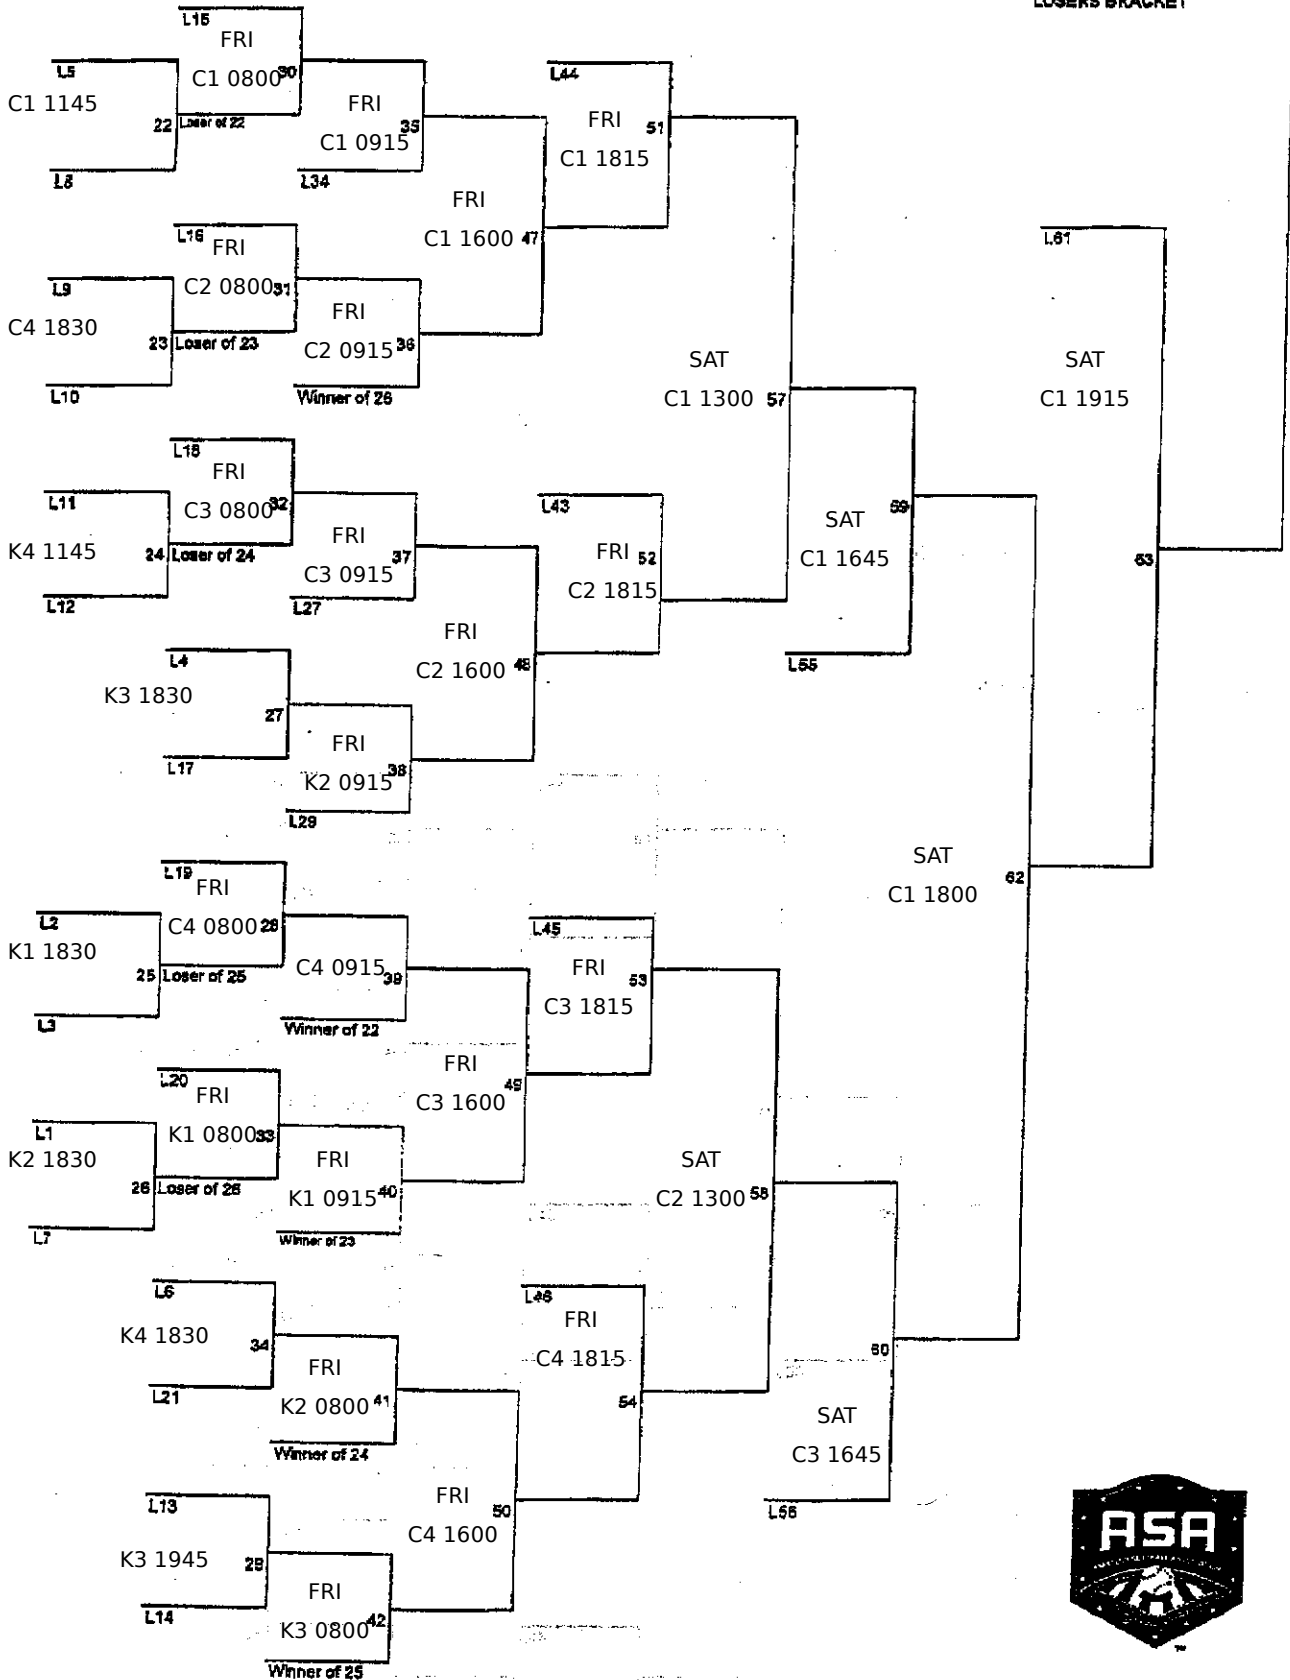 LOSERS BRACKET
L15
FRI
C1 0800
30
L5
C1 1145
22
Loser of 22
L8
FRI
C1 0915
35
L34
FRI
C1 1600
47
L44
FRI
C1 1815
51
L16
FRI
C2 0800
31
L9
C4 1830
23
Loser of 23
L10
FRI
C2 0915
36
Winner of 26
SAT
C1 1300
57
L61
SAT
C1 1915
63
L18
FRI
C3 0800
32
L11
K4 1145
24
Loser of 24
L12
FRI
C3 0915
37
L27
L43
FRI
C2 1815
52
SAT
C1 1645
59
L55
FRI
C2 1600
48
L4
K3 1830
27
L17
FRI
K2 0915
38
L29
SAT
C1 1800
62
L19
FRI
C4 0800
28
L2
K1 1830
25
Loser of 25
L3
C4 0915
39
Winner of 22
L45
FRI
C3 1815
53
FRI
C3 1600
49
L20
FRI
K1 0800
33
L1
K2 1830
26
Loser of 26
L7
FRI
K1 0915
40
Winner of 23
SAT
C2 1300
58
L6
K4 1830
34
L21
FRI
K2 0800
41
Winner of 24
L46
FRI
C4 1815
54
60
SAT
C3 1645
L56
FRI
C4 1600
50
L13
K3 1945
29
L14
FRI
K3 0800
42
Winner of 25
ASA
TM